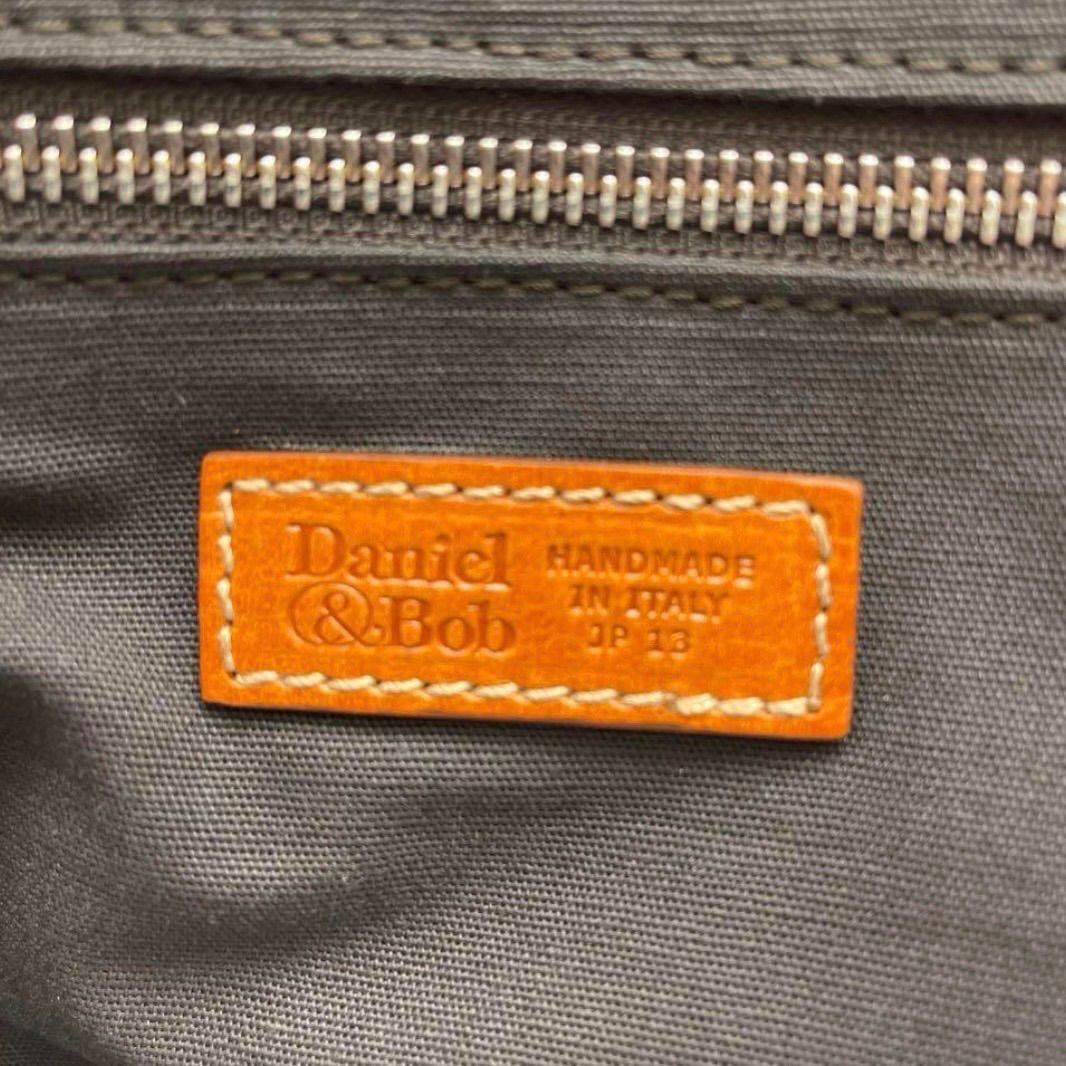 Daniel
&Bob
HANDMADE
IN ITALY
JP 13